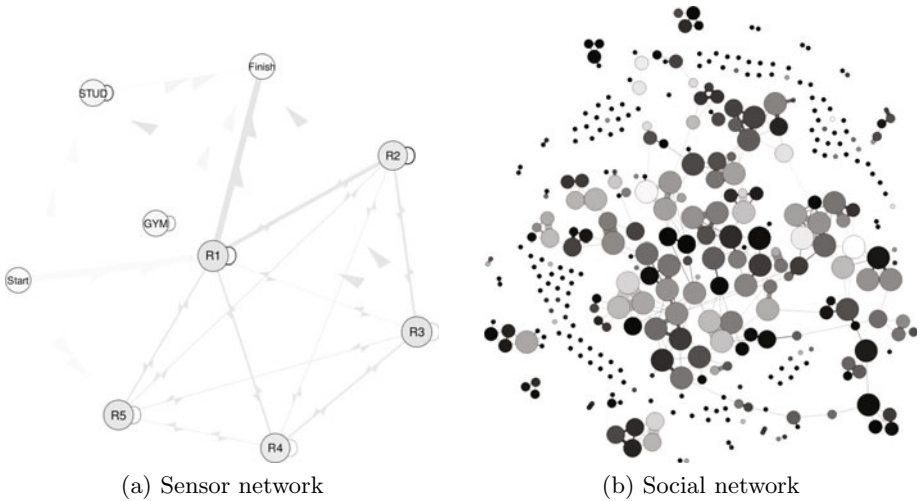 Finish
STUD
R2
GYM
R1
Start
R3
R5
R4
(a) Sensor network
(b) Social network